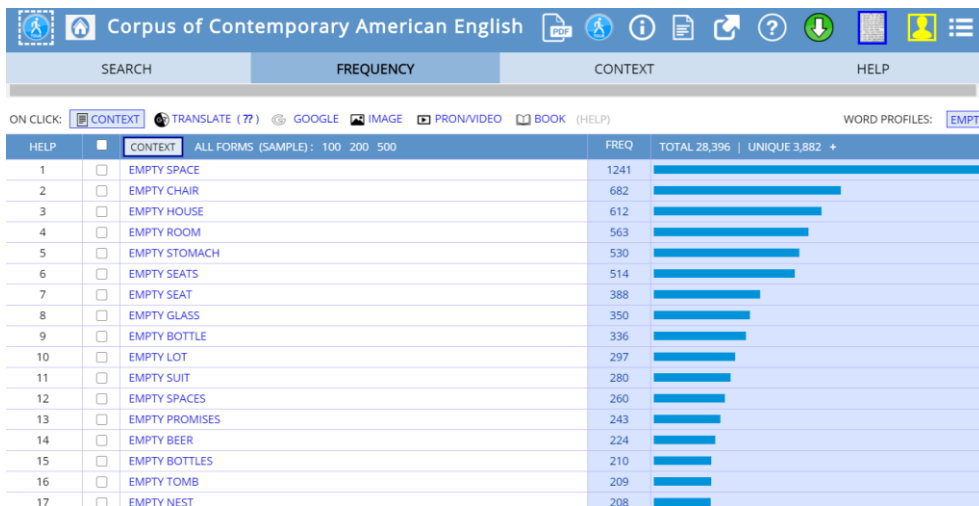 Corpus of Contemporary American English PDF
SEARCH FREQUENCY CONTEXT HELP
ON CLICK: CONTEXT TRANSLATE (??) GOOGLE IMAGE PRON/VIDEO BOOK (HELP) WORD PROFILES: EMPT
HELP CONTEXT ALL FORMS (SAMPLE): 100 200 500 FREQ TOTAL 28,396 | UNIQUE 3,882 +
1 EMPTY SPACE 1241
2 EMPTY CHAIR 682
3 EMPTY HOUSE 612
4 EMPTY ROOM 563
5 EMPTY STOMACH 530
6 EMPTY SEATS 514
7 EMPTY SEAT 388
8 EMPTY GLASS 350
9 EMPTY BOTTLE 336
10 EMPTY LOT 297
11 EMPTY SUIT 280
12 EMPTY SPACES 260
13 EMPTY PROMISES 243
14 EMPTY BEER 224
15 EMPTY BOTTLES 210
16 EMPTY TOMB 209
17 EMPTY NEST 208